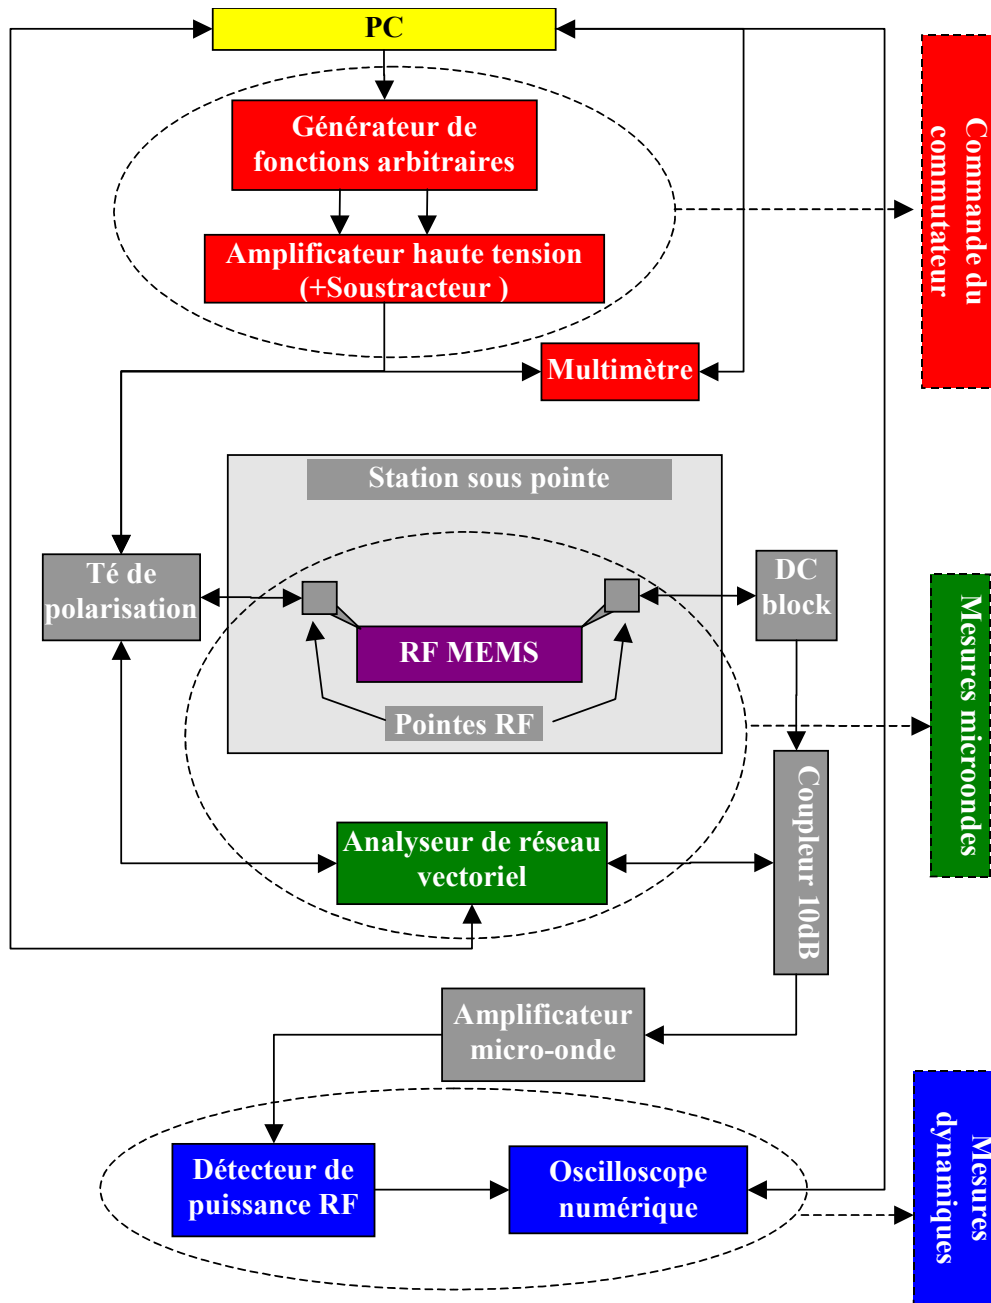 PC
Générateur de
fonctions arbitraires
Amplificateur haute tension
(+Soustracteur )
Multimètre
Commande du
commutateur
Station sous pointe
Té de
polarisation
DC
block
RF MEMS
Pointes RF
Mesures microondes
Coupleur 10dB
Analyseur de réseau
vectoriel
Amplificateur
micro-onde
Détecteur de
puissance RF
Oscilloscope
numérique
Mesures
dynamiques